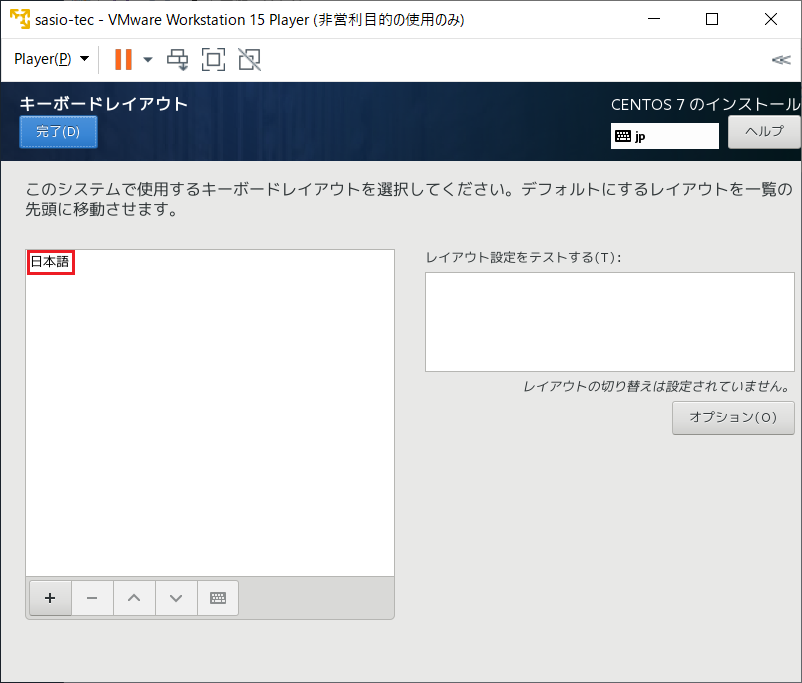 sasio-tec - VMware Workstation 15 Player (非営利目的の使用のみ)
Player(P)
キーボードレイアウト
CENTOS 7 のインストール
完了(D)
jp
ヘルプ
このシステムで使用するキーボードレイアウトを選択してください。デフォルトにするレイアウトを一覧の
先頭に移動させます。
日本語
レイアウト設定をテストする(T):
レイアウトの切り替えは設定されていません。
オプション(O)